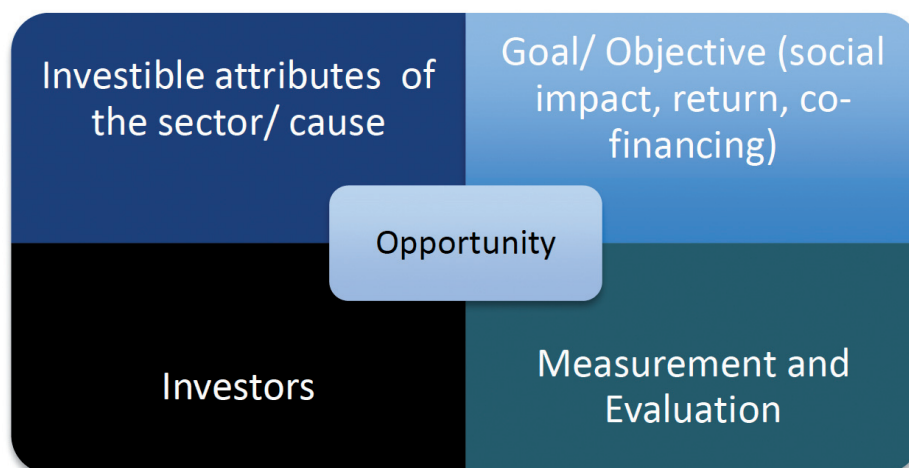 Investible attributes of
the sector/ cause
Goal/ Objective (social
impact, return, co-
financing)
Opportunity
Investors
Measurement and
Evaluation